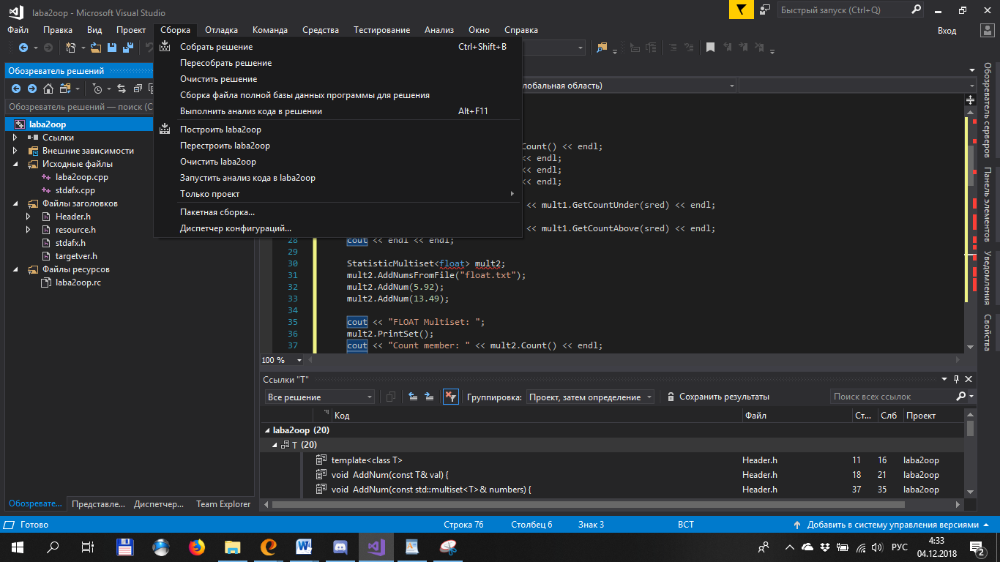 laba2oop - Microsoft Visual Studio
Быстрый запуск (Ctrl+Q)
Файл Правка Вид Проект Сборка Отладка Команда Средства Тестирование Анализ Окно Справка Вход
Собрать решение Ctrl+Shift+B
Пересобрать решение
Очистить решение
Сборка файла полной базы данных программы для решения
Выполнить анализ кода в решении Alt+F11
Построить laba2oop
Перестроить laba2oop
Очистить laba2oop
Запустить анализ кода в laba2oop
Только проект
Пакетная сборка...
Диспетчер конфигураций...
Обозреватель решений
Обозреватель решений — поиск (C
laba2oop
Ссылки
Внешние зависимости
Исходные файлы
laba2oop.cpp
stdafx.cpp
Файлы заголовков
Header.h
resource.h
stdafx.h
targetver.h
Файлы ресурсов
laba2oop.rc
лобальная область)
Count() << endl;
<< endl;
<< endl;
<< endl;
<< mult1.GetCountUnder(sred) << endl;
<< mult1.GetCountAbove(sred) << endl;
28 cout << endl << endl;
29
30 StatisticMultiset<float> mult2;
31 mult2.AddNumsFromFile("float.txt");
32 mult2.AddNum(5.92);
33 mult2.AddNum(13.49);
34
35 cout << "FLOAT Multiset: ";
36 mult2.PrintSet();
37 cout << "Count member: " << mult2.Count() << endl;
100 %
Обозреватель серверов
Панель элементов
Уведомления
Свойства
Ссылки "T"
Все решение Группировка: Проект, затем определение Сохранить результаты Поиск всех ссылок
Код Файл Ст... Слб Проект
laba2oop (20)
T (20)
template<class T> Header.h 11 16 laba2oop
void AddNum(const T& val) { Header.h 18 21 laba2oop
void AddNum(const std::multiset<T>& numbers) { Header.h 37 35 laba2oop
Обозревате... Представле... Диспетчер... Team Explorer
Готово Строка 76 Столбец 6 Знак 3 ВСТ Добавить в систему управления версиями
РУС
4:33
04.12.2018
2